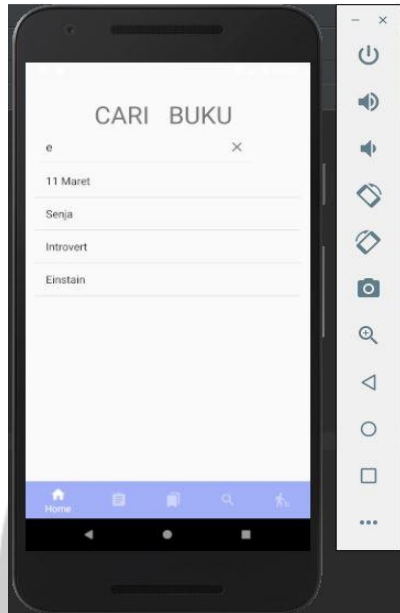 CARI BUKU
e
11 Maret
Senja
Introvert
Einstain
Home